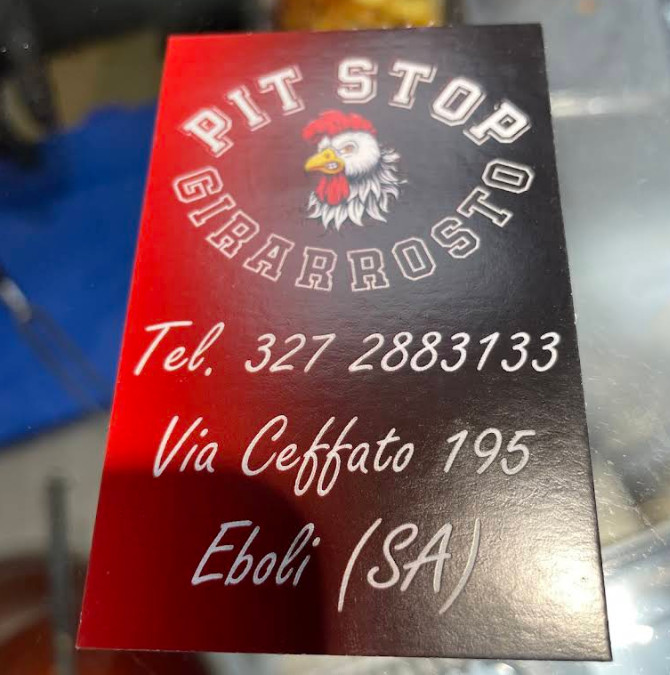 PIT STOP
GIRARROSTO
Tel. 327 2883133
Via Ceffato 195
Eboli (SA)